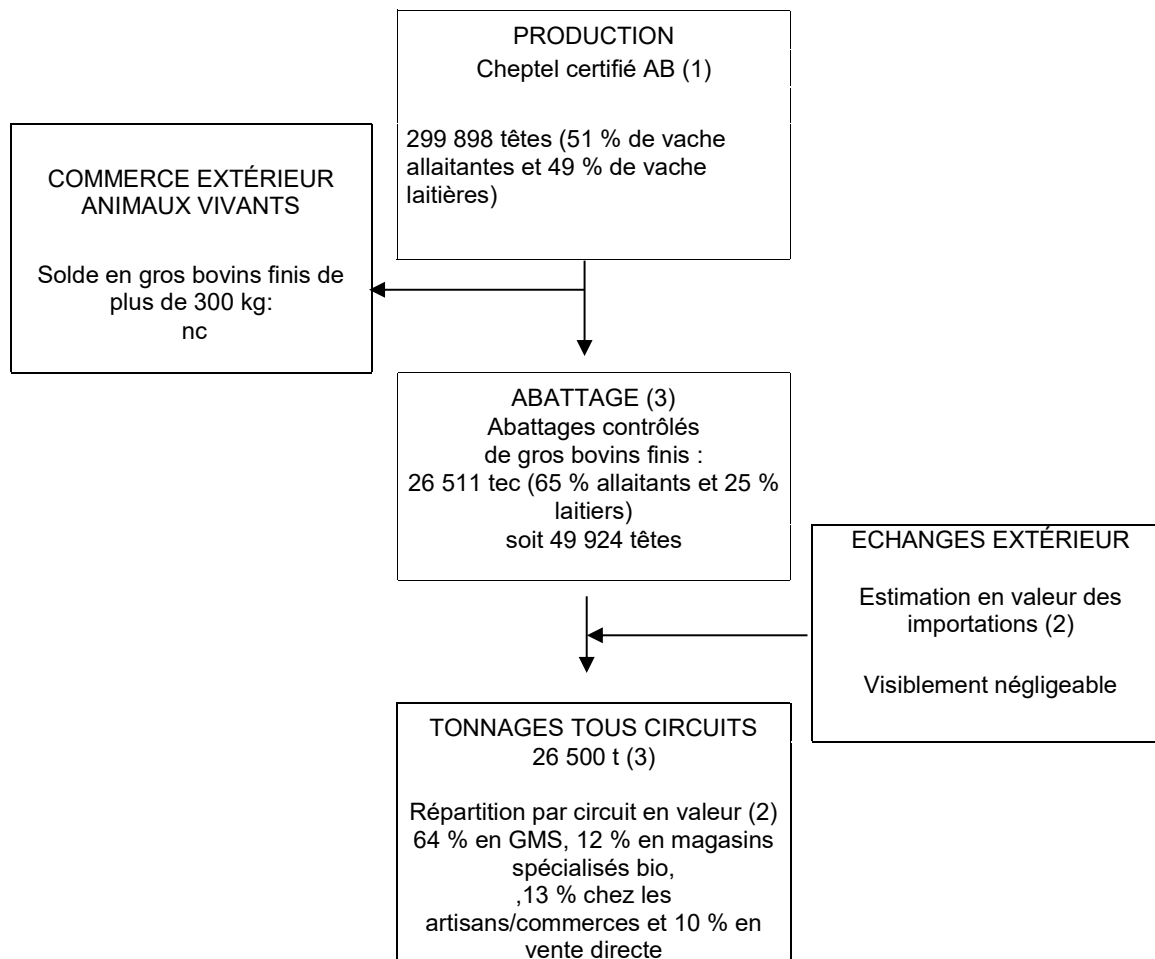 PRODUCTION
Cheptel certifié AB (1)
299 898 têtes (51 % de vache
allaitantes et 49 % de vache
laitières)
COMMERCE EXTÉRIEUR
ANIMAUX VIVANTS
Solde en gros bovins finis de
plus de 300 kg:
nc
ABATTAGE (3)
Abattages contrôlés
de gros bovins finis :
26 511 tec (65 % allaitants et 25 %
laitiers)
soit 49 924 têtes
ECHANGES EXTÉRIEUR
Estimation en valeur des
importations (2)
Visiblement négligeable
TONNAGES TOUS CIRCUITS
26 500 t (3)
Répartition par circuit en valeur (2)
64 % en GMS, 12 % en magasins
spécialisés bio,
,13 % chez les
artisans/commerces et 10 % en
vente directe